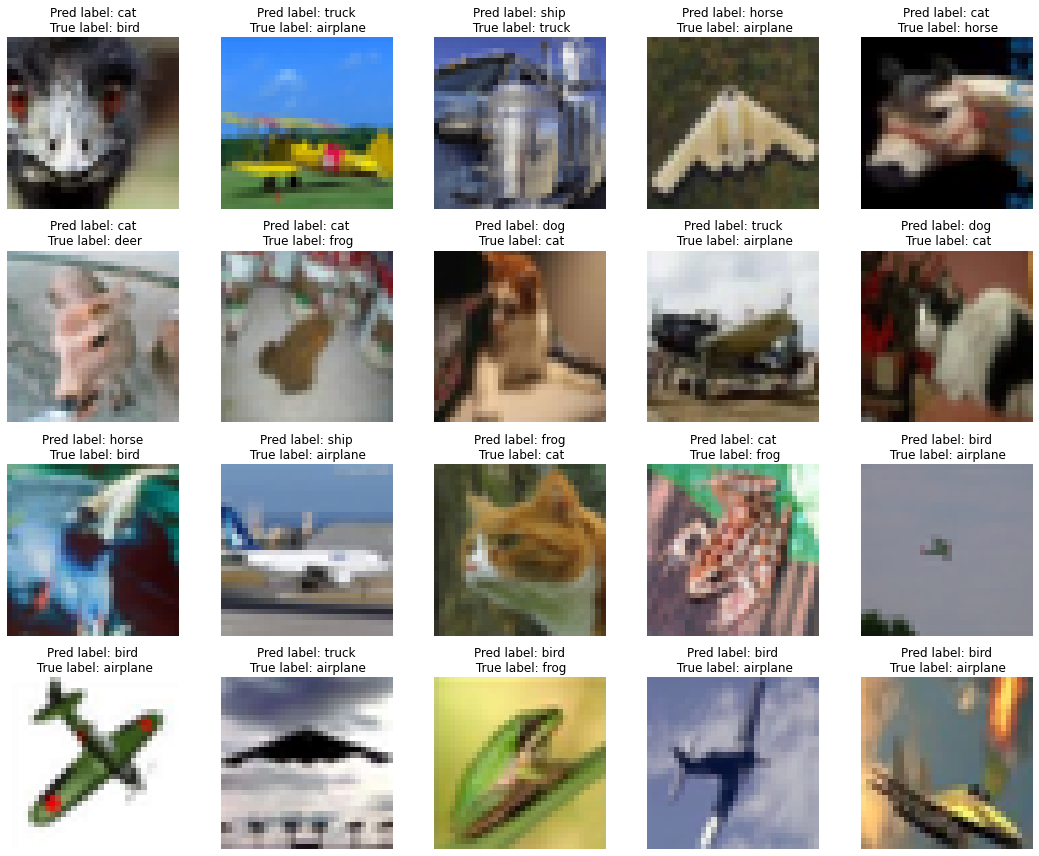 Pred label: cat
True label: bird
Pred label: truck
True label: airplane
Pred label: ship
True label: truck
Pred label: horse
True label: airplane
Pred label: cat
True label: horse
Pred label: cat
True label: deer
Pred label: cat
True label: frog
Pred label: dog
True label: cat
Pred label: truck
True label: airplane
Pred label: dog
True label: cat
Pred label: horse
True label: bird
Pred label: ship
True label: airplane
Pred label: frog
True label: cat
Pred label: cat
True label: frog
Pred label: bird
True label: airplane
Pred label: bird
True label: airplane
Pred label: truck
True label: airplane
Pred label: bird
True label: frog
Pred label: bird
True label: airplane
Pred label: bird
True label: airplane